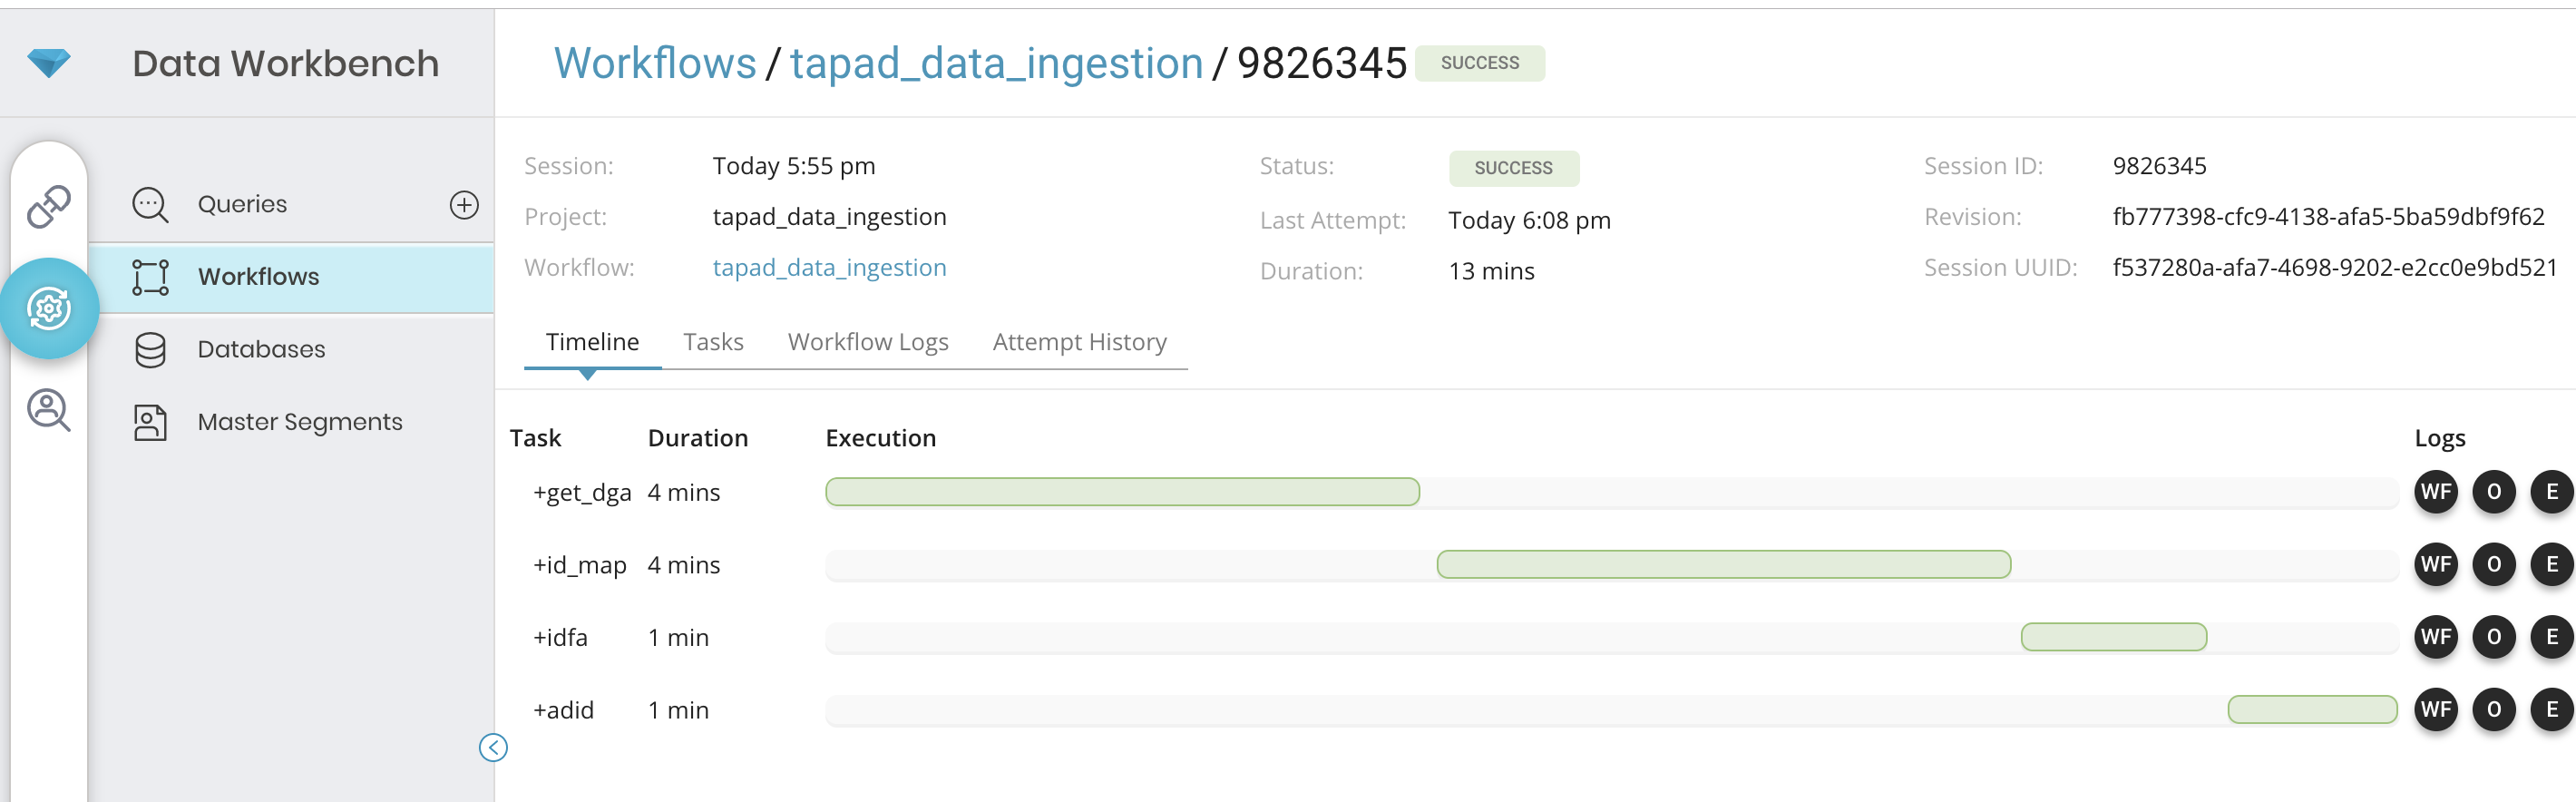 Data Workbench
Workflows / tapad_data_ingestion / 9826345 SUCCESS
Queries
Workflows
Databases
Master Segments
Session: Today 5:55 pm
Project: tapad_data_ingestion
Workflow: tapad_data_ingestion
Status: SUCCESS
Last Attempt: Today 6:08 pm
Duration: 13 mins
Session ID: 9826345
Revision: fb777398-cfc9-4138-afa5-5ba59dbf9f62
Session UUID: f537280a-afa7-4698-9202-e2cc0e9bd521
Timeline Tasks Workflow Logs Attempt History
Task Duration Execution Logs
+get_dga 4 mins WF O E
+id_map 4 mins WF O E
+idfa 1 min WF O E
+adid 1 min WF O E